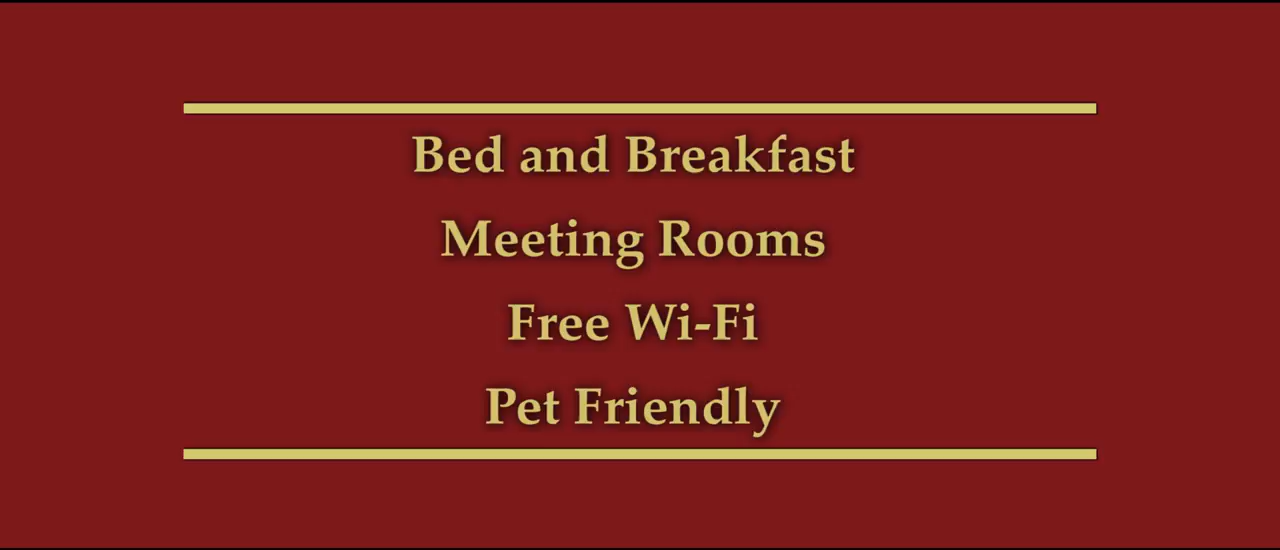 Bed and Breakfast
Meeting Rooms
Free Wi-Fi
Pet Friendly